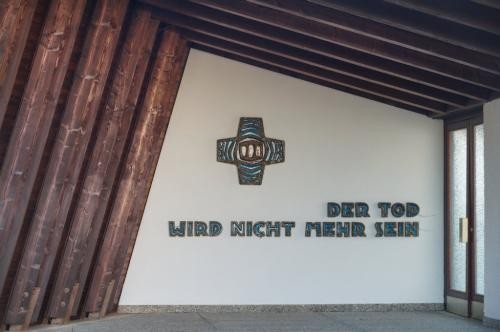 DER TOD
WIRD NICHT MEHR SEIN